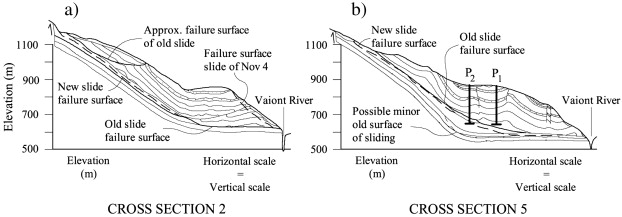 a)
Approx. failure surface
of old slide
Failure surface
slide of Nov 4
New slide
failure surface
Old slide
failure surface
Vaiont River
Elevation (m)
1100
900
700
500
Elevation
(m)
Horizontal scale
=
Vertical scale
CROSS SECTION 2
b)
New slide
failure surface
Old slide
failure surface
P2
P1
Possible minor
old surface
of sliding
Vaiont River
1100
900
700
500
Elevation
(m)
Horizontal scale
=
Vertical scale
CROSS SECTION 5